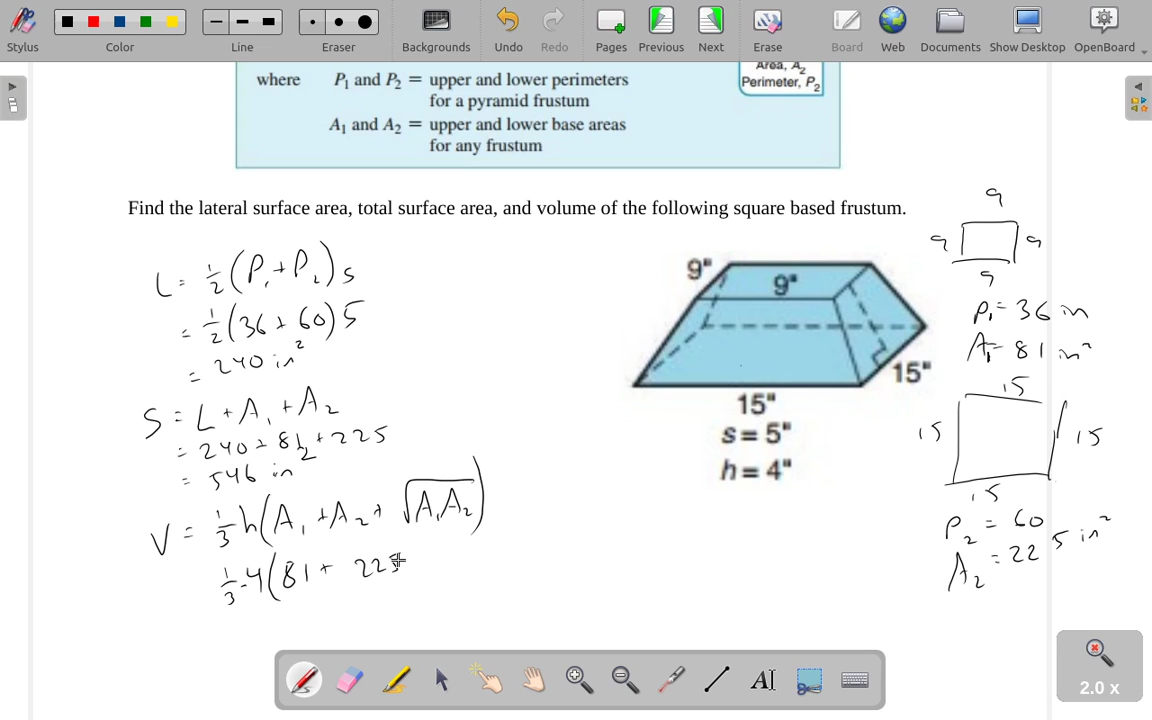 Stylus Color Line Eraser Backgrounds Undo Redo Pages Previous Next Erase Board Web Documents Show Desktop OpenBoard
Area, A2
Perimeter, P2
where P1 and P2 = upper and lower perimeters
for a pyramid frustum
A1 and A2 = upper and lower base areas
for any frustum
Find the lateral surface area, total surface area, and volume of the following square based frustum.
L = 1/2 (P1 + P2) s
= 1/2 (36 + 60) 5
= 240 in²
S = L + A1 + A2
= 240 + 81 + 225
= 546 in²
V = 1/3 h (A1 + A2 + √A1A2)
1/3 · 4 (81 + 225
9"
9"
15"
15"
s = 5"
h = 4"
9
9
9
9
P1 = 36 in
A1 = 81 in²
15
15
15
15
P2 = 60
A2 = 225 in²
AI
2.0 x